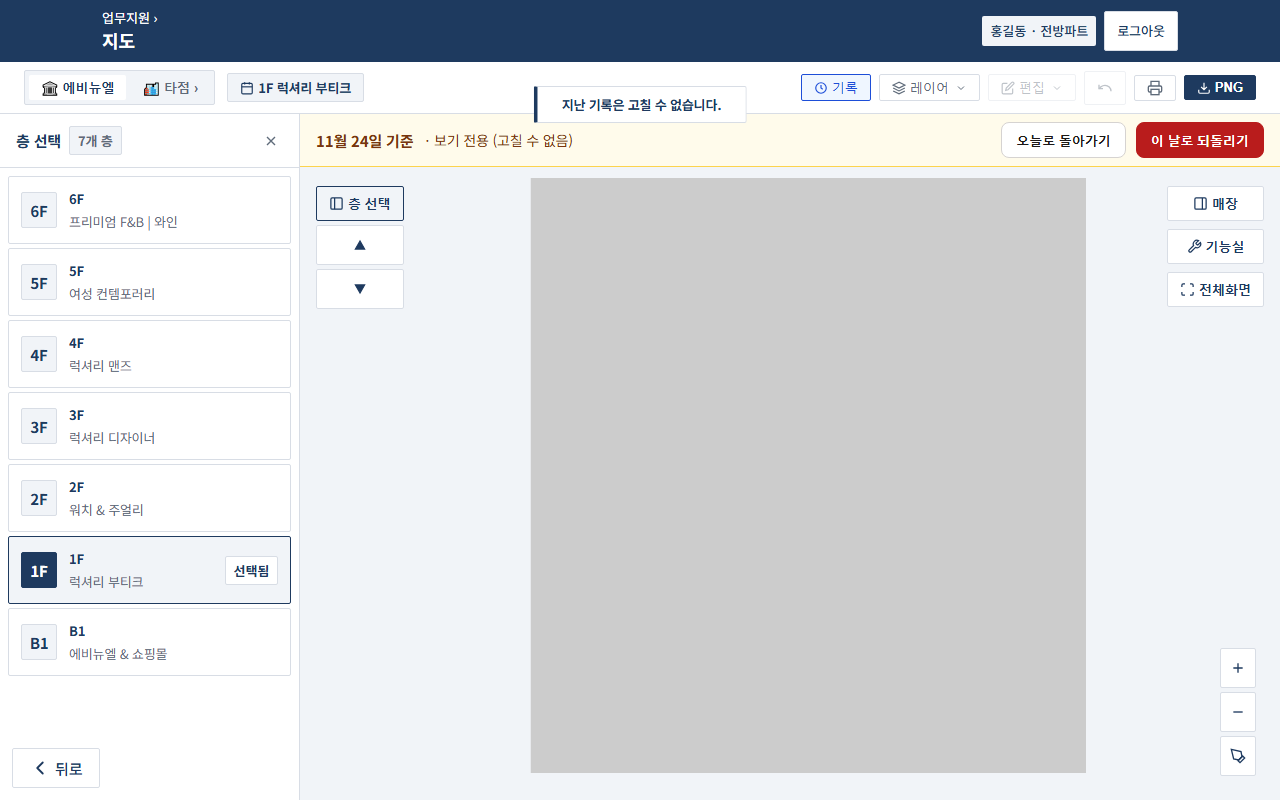 업무지원 ›
지도
홍길동 · 전방파트
로그아웃
에비뉴엘
타점 ›
1F 럭셔리 부티크
기록
레이어
편집
PNG
지난 기록은 고칠 수 없습니다.
층 선택
7개 층
11월 24일 기준 · 보기 전용 (고칠 수 없음)
오늘로 돌아가기
이 날로 되돌리기
6F
6F
프리미엄 F&B | 와인
5F
5F
여성 컨템포러리
4F
4F
럭셔리 맨즈
3F
3F
럭셔리 디자이너
2F
2F
워치 & 주얼리
1F
1F
럭셔리 부티크
선택됨
B1
B1
에비뉴엘 & 쇼핑몰
뒤로
층 선택
▲
▼
매장
기능실
전체화면
+
−